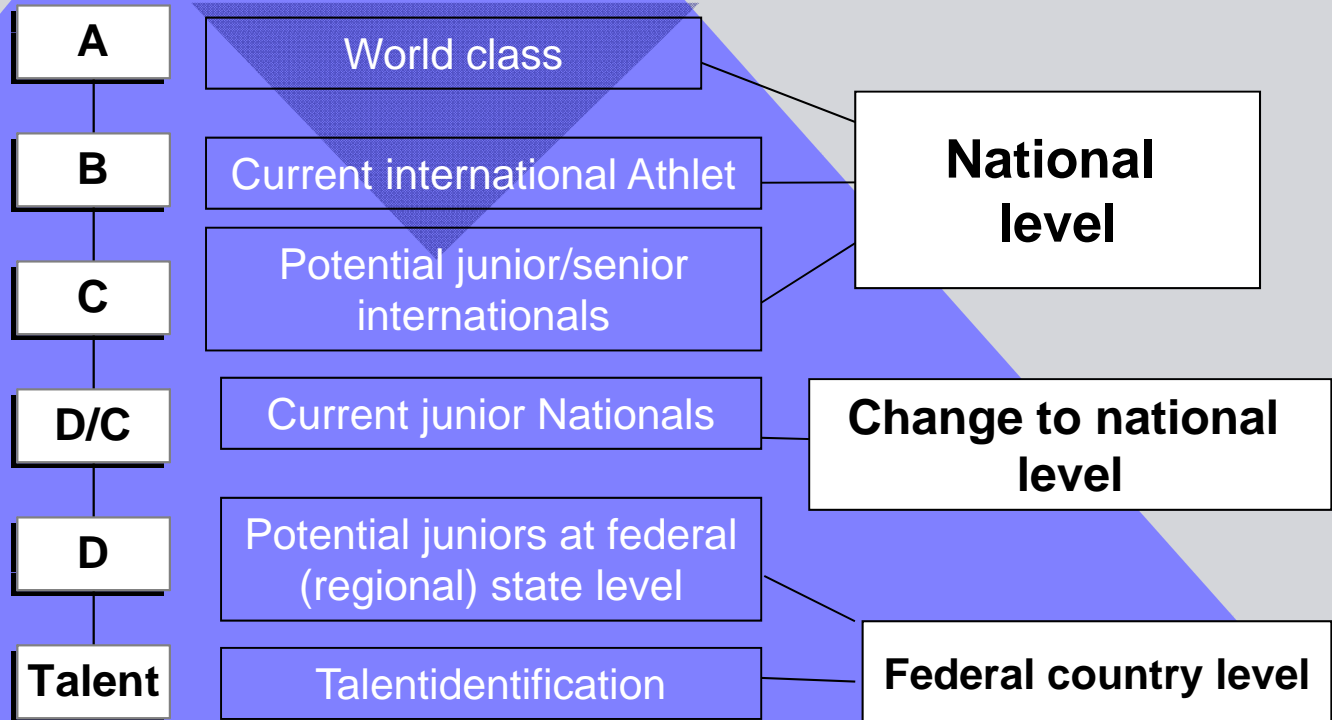 A
World class
B
Current international Athlet
National
level
C
Potential junior/senior
internationals
D/C
Current junior Nationals
Change to national
level
D
Potential juniors at federal
(regional) state level
Talent
Talentidentification
Federal country level